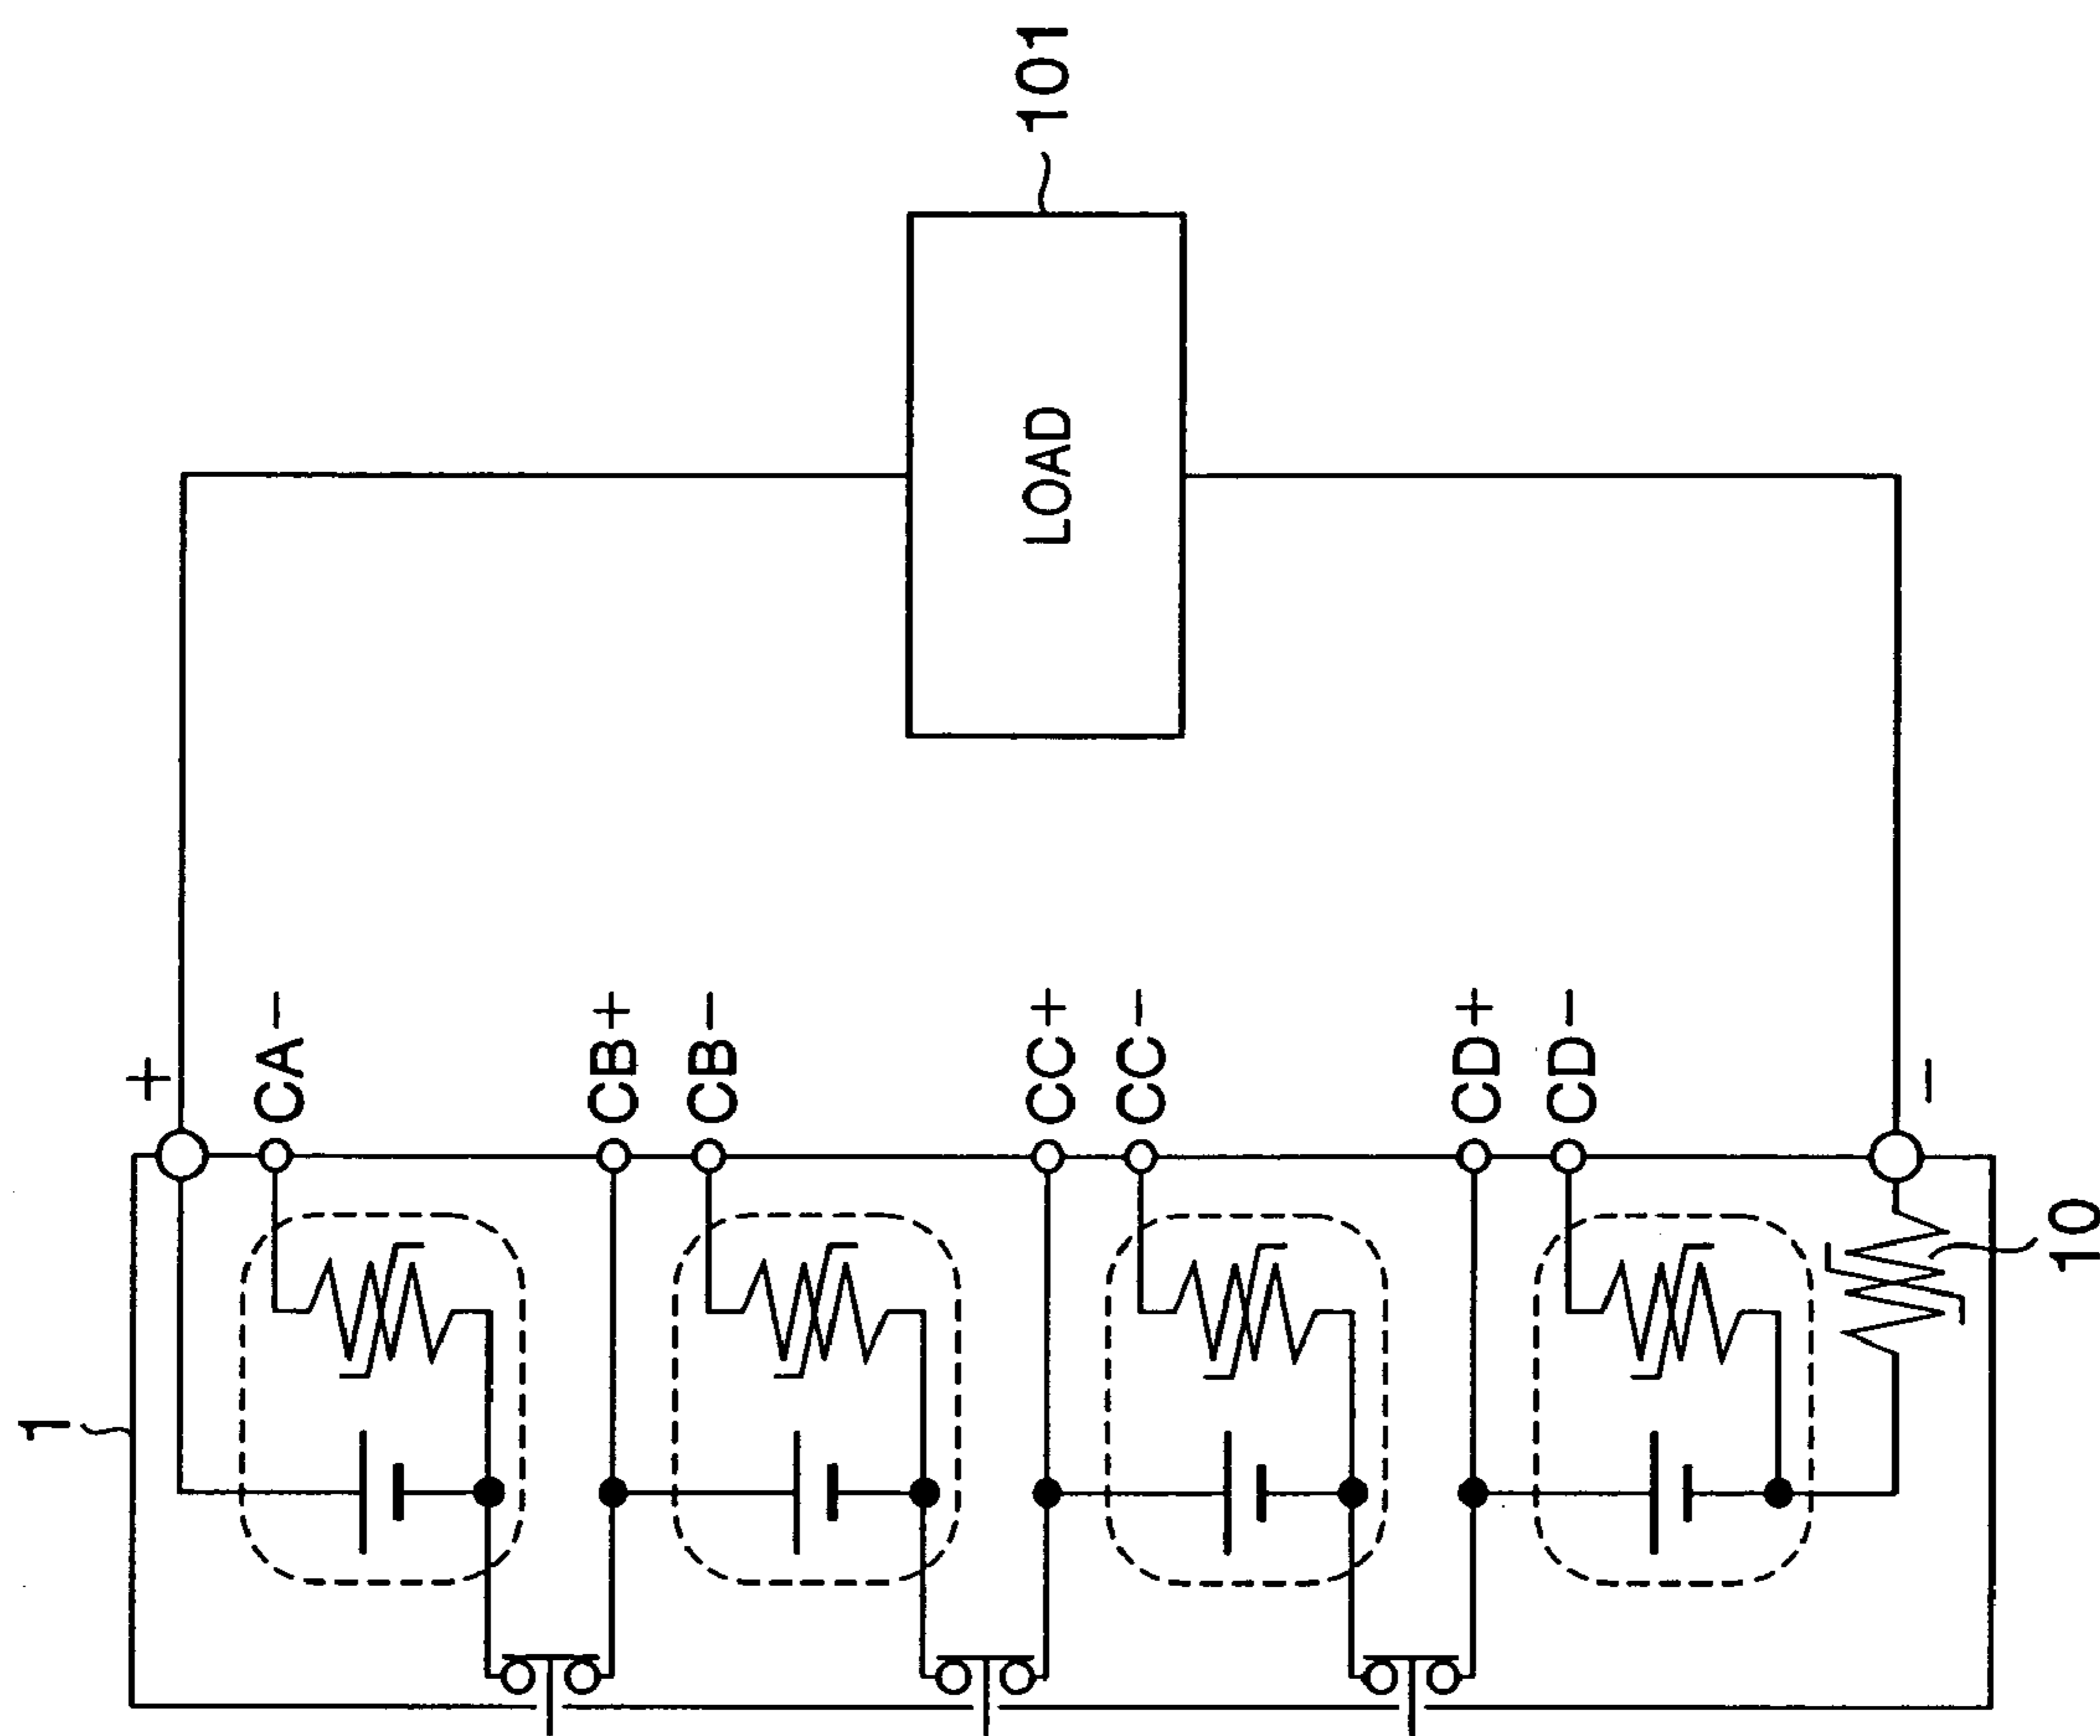 1
+
CA-
CB+
CB-
CC+
CC-
CD+
CD-
-
10
LOAD
101